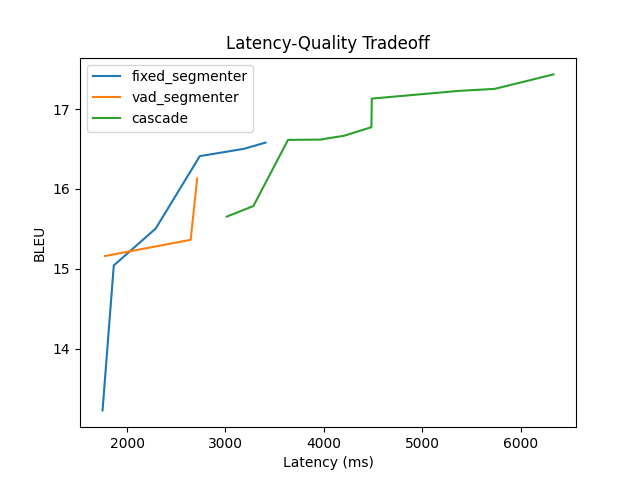 Latency-Quality Tradeoff
fixed_segmenter
vad_segmenter
cascade
17
16
15
14
BLEU
2000 3000 4000 5000 6000
Latency (ms)